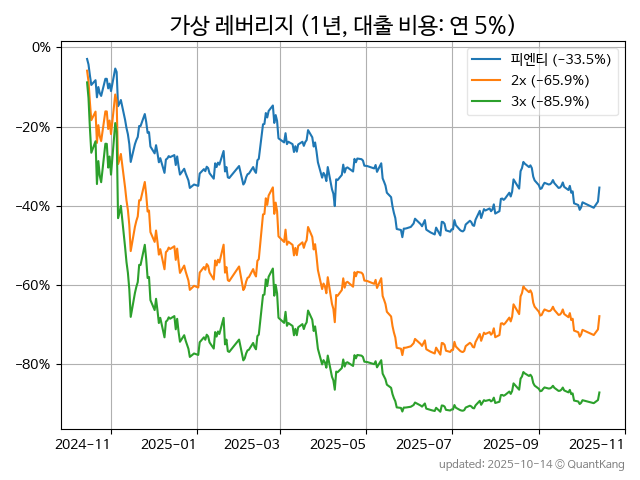 가상 레버리지 (1년, 대출 비용: 연 5%)
0%
−20%
−40%
−60%
−80%
피엔티 (−33.5%)
2x (−65.9%)
3x (−85.9%)
2024−11 2025−01 2025−03 2025−05 2025−07 2025−09 2025−11
updated: 2025-10-14 © QuantKang